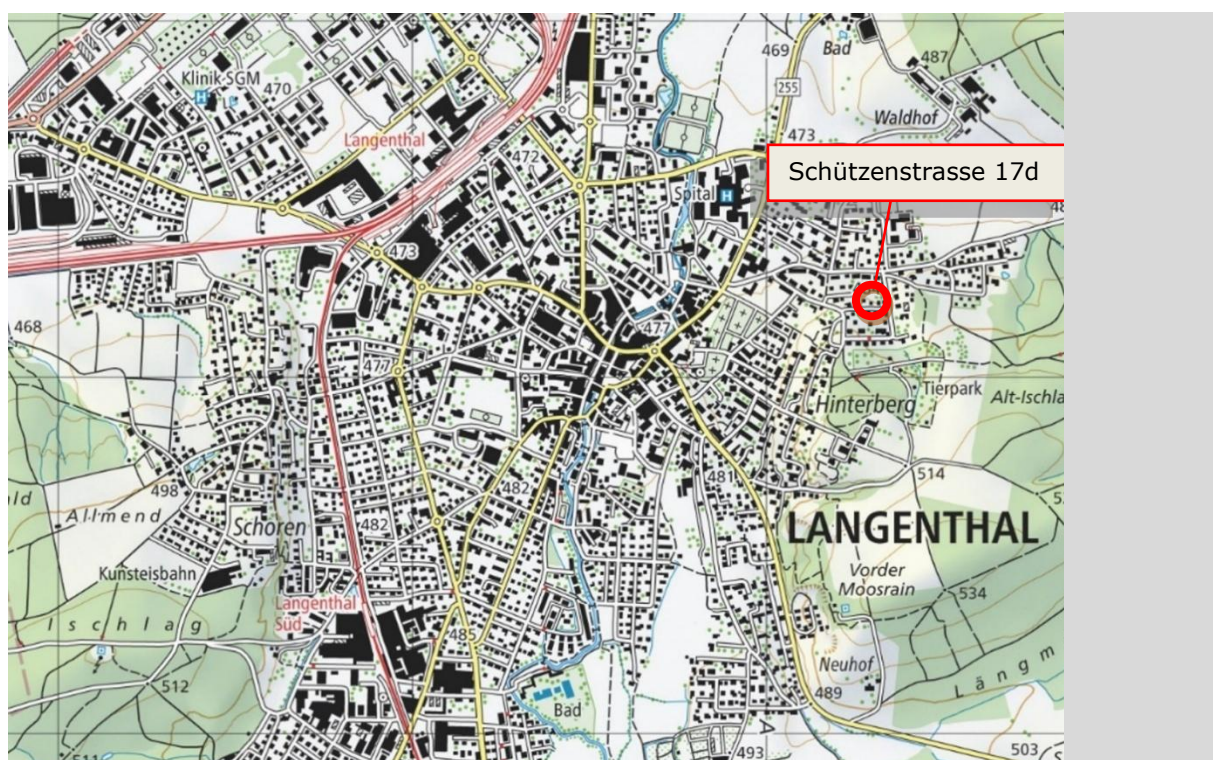 469
Bad
487
Klinik SGM
470
255
Waldhof
Langenthal
473
472
Schützenstrasse 17d
Spital
H
473
477
468
477
Tierpark
Hinterberg
Alt-Ischla
514
498
482
481
Allmend
Schoren
482
LANGENTHAL
Kunsteisbahn
Vorder
Moosrain
534
Langenthal
Süd
Ischlag
485
Neuhof
Längm
512
489
Bad
493
503
511